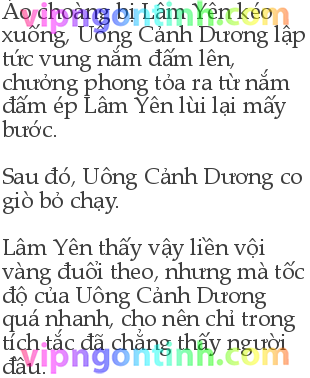 Áo choàng bị Lâm Yên kéo
xuống, Uông Cảnh Dương lập
tức vung nắm đấm lên,
chưởng phong tỏa ra từ nắm
đấm ép Lâm Yên lùi lại mấy
bước.
Sau đó, Uông Cảnh Dương co
giò bỏ chạy.
Lâm Yên thấy vậy liền vội
vàng đuổi theo, nhưng mà tốc
độ của Uông Cảnh Dương
quá nhanh, cho nên chỉ trong
tích tắc đã chẳng thấy người
đâu.
vipngontinh.com
vipngontinh.com